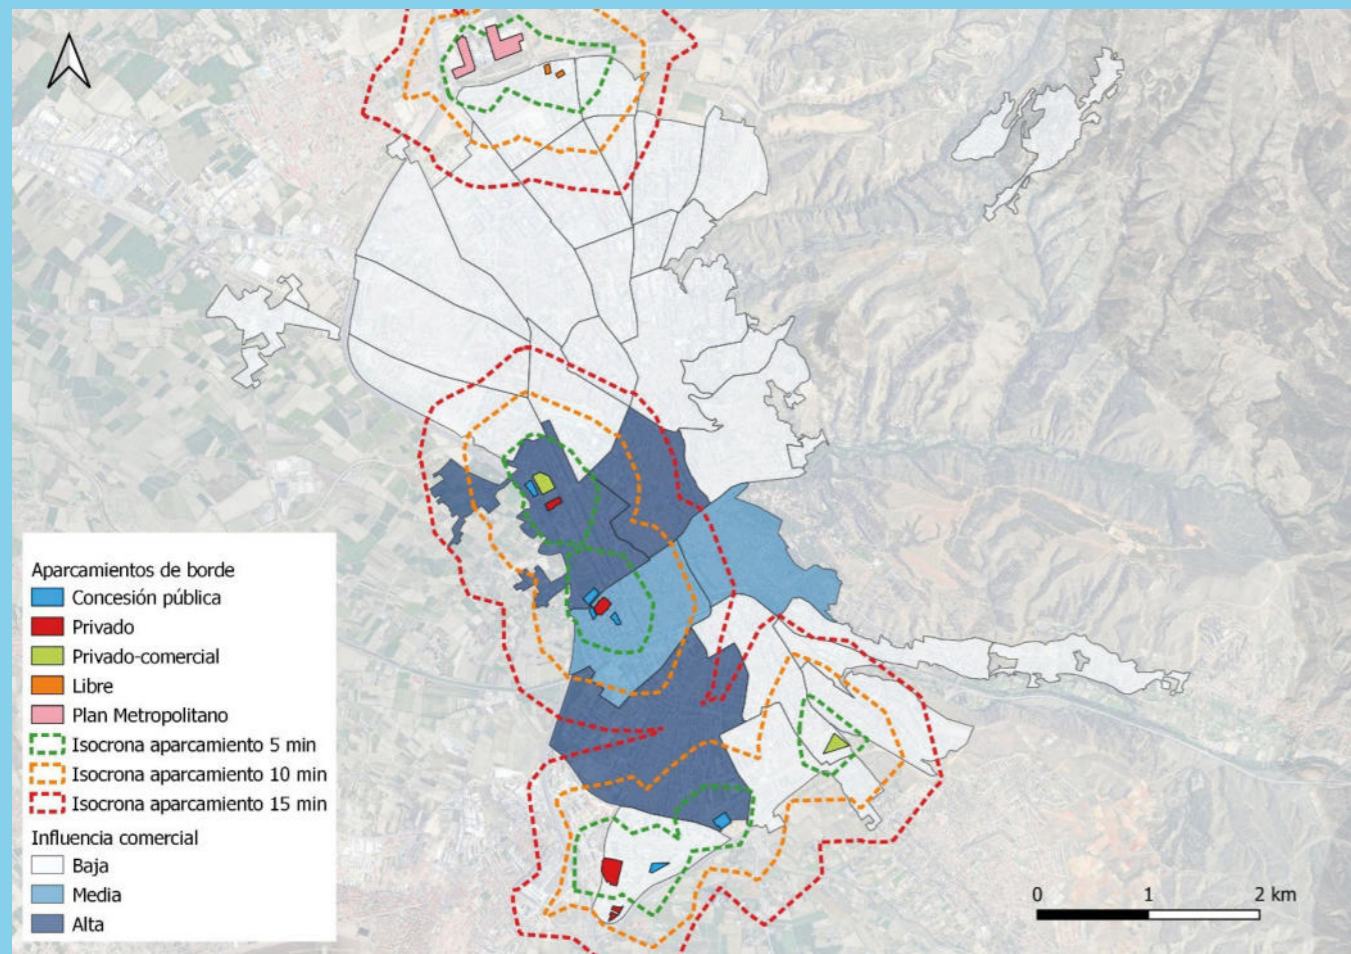 Aparcamientos de borde
Concesión pública
Privado
Privado-comercial
Libre
Plan Metropolitano
Isocrona aparcamiento 5 min
Isocrona aparcamiento 10 min
Isocrona aparcamiento 15 min
Influencia comercial
Baja
Media
Alta
0 1 2 km